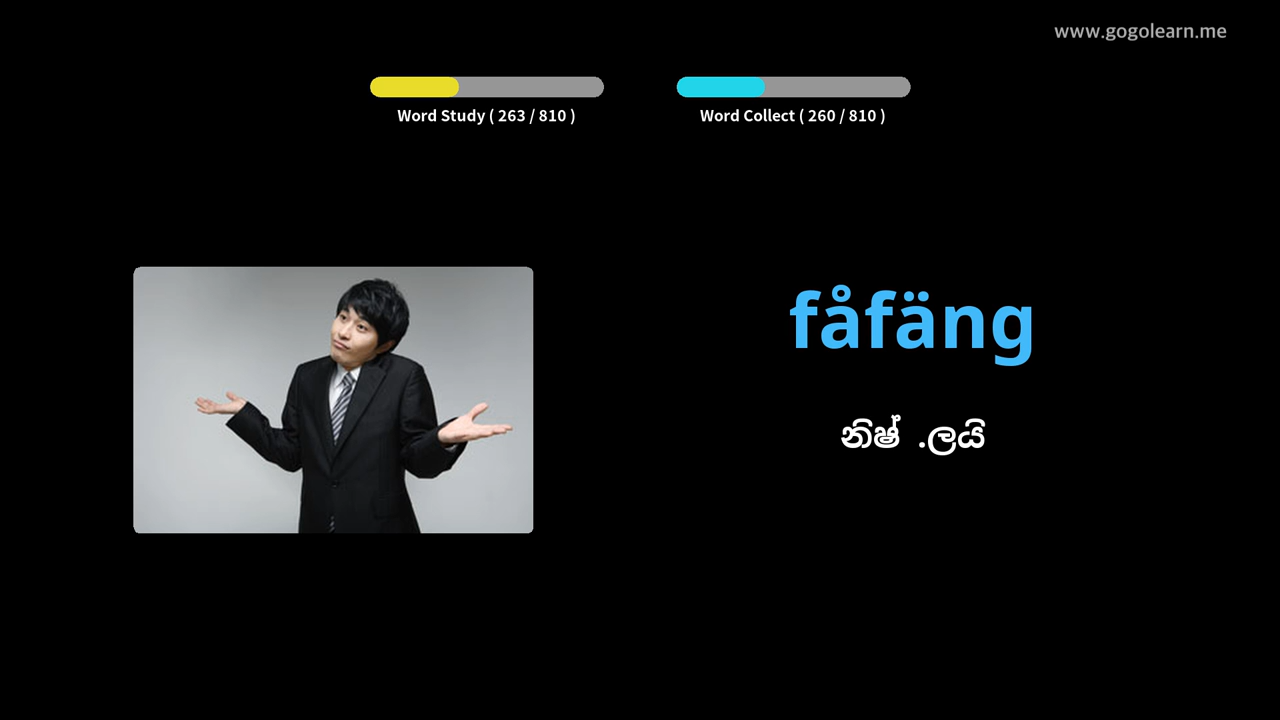 www.gogolearn.me
Word Study ( 263 / 810 )
Word Collect ( 260 / 810 )
fåfäng
නිෂ් .ලයි